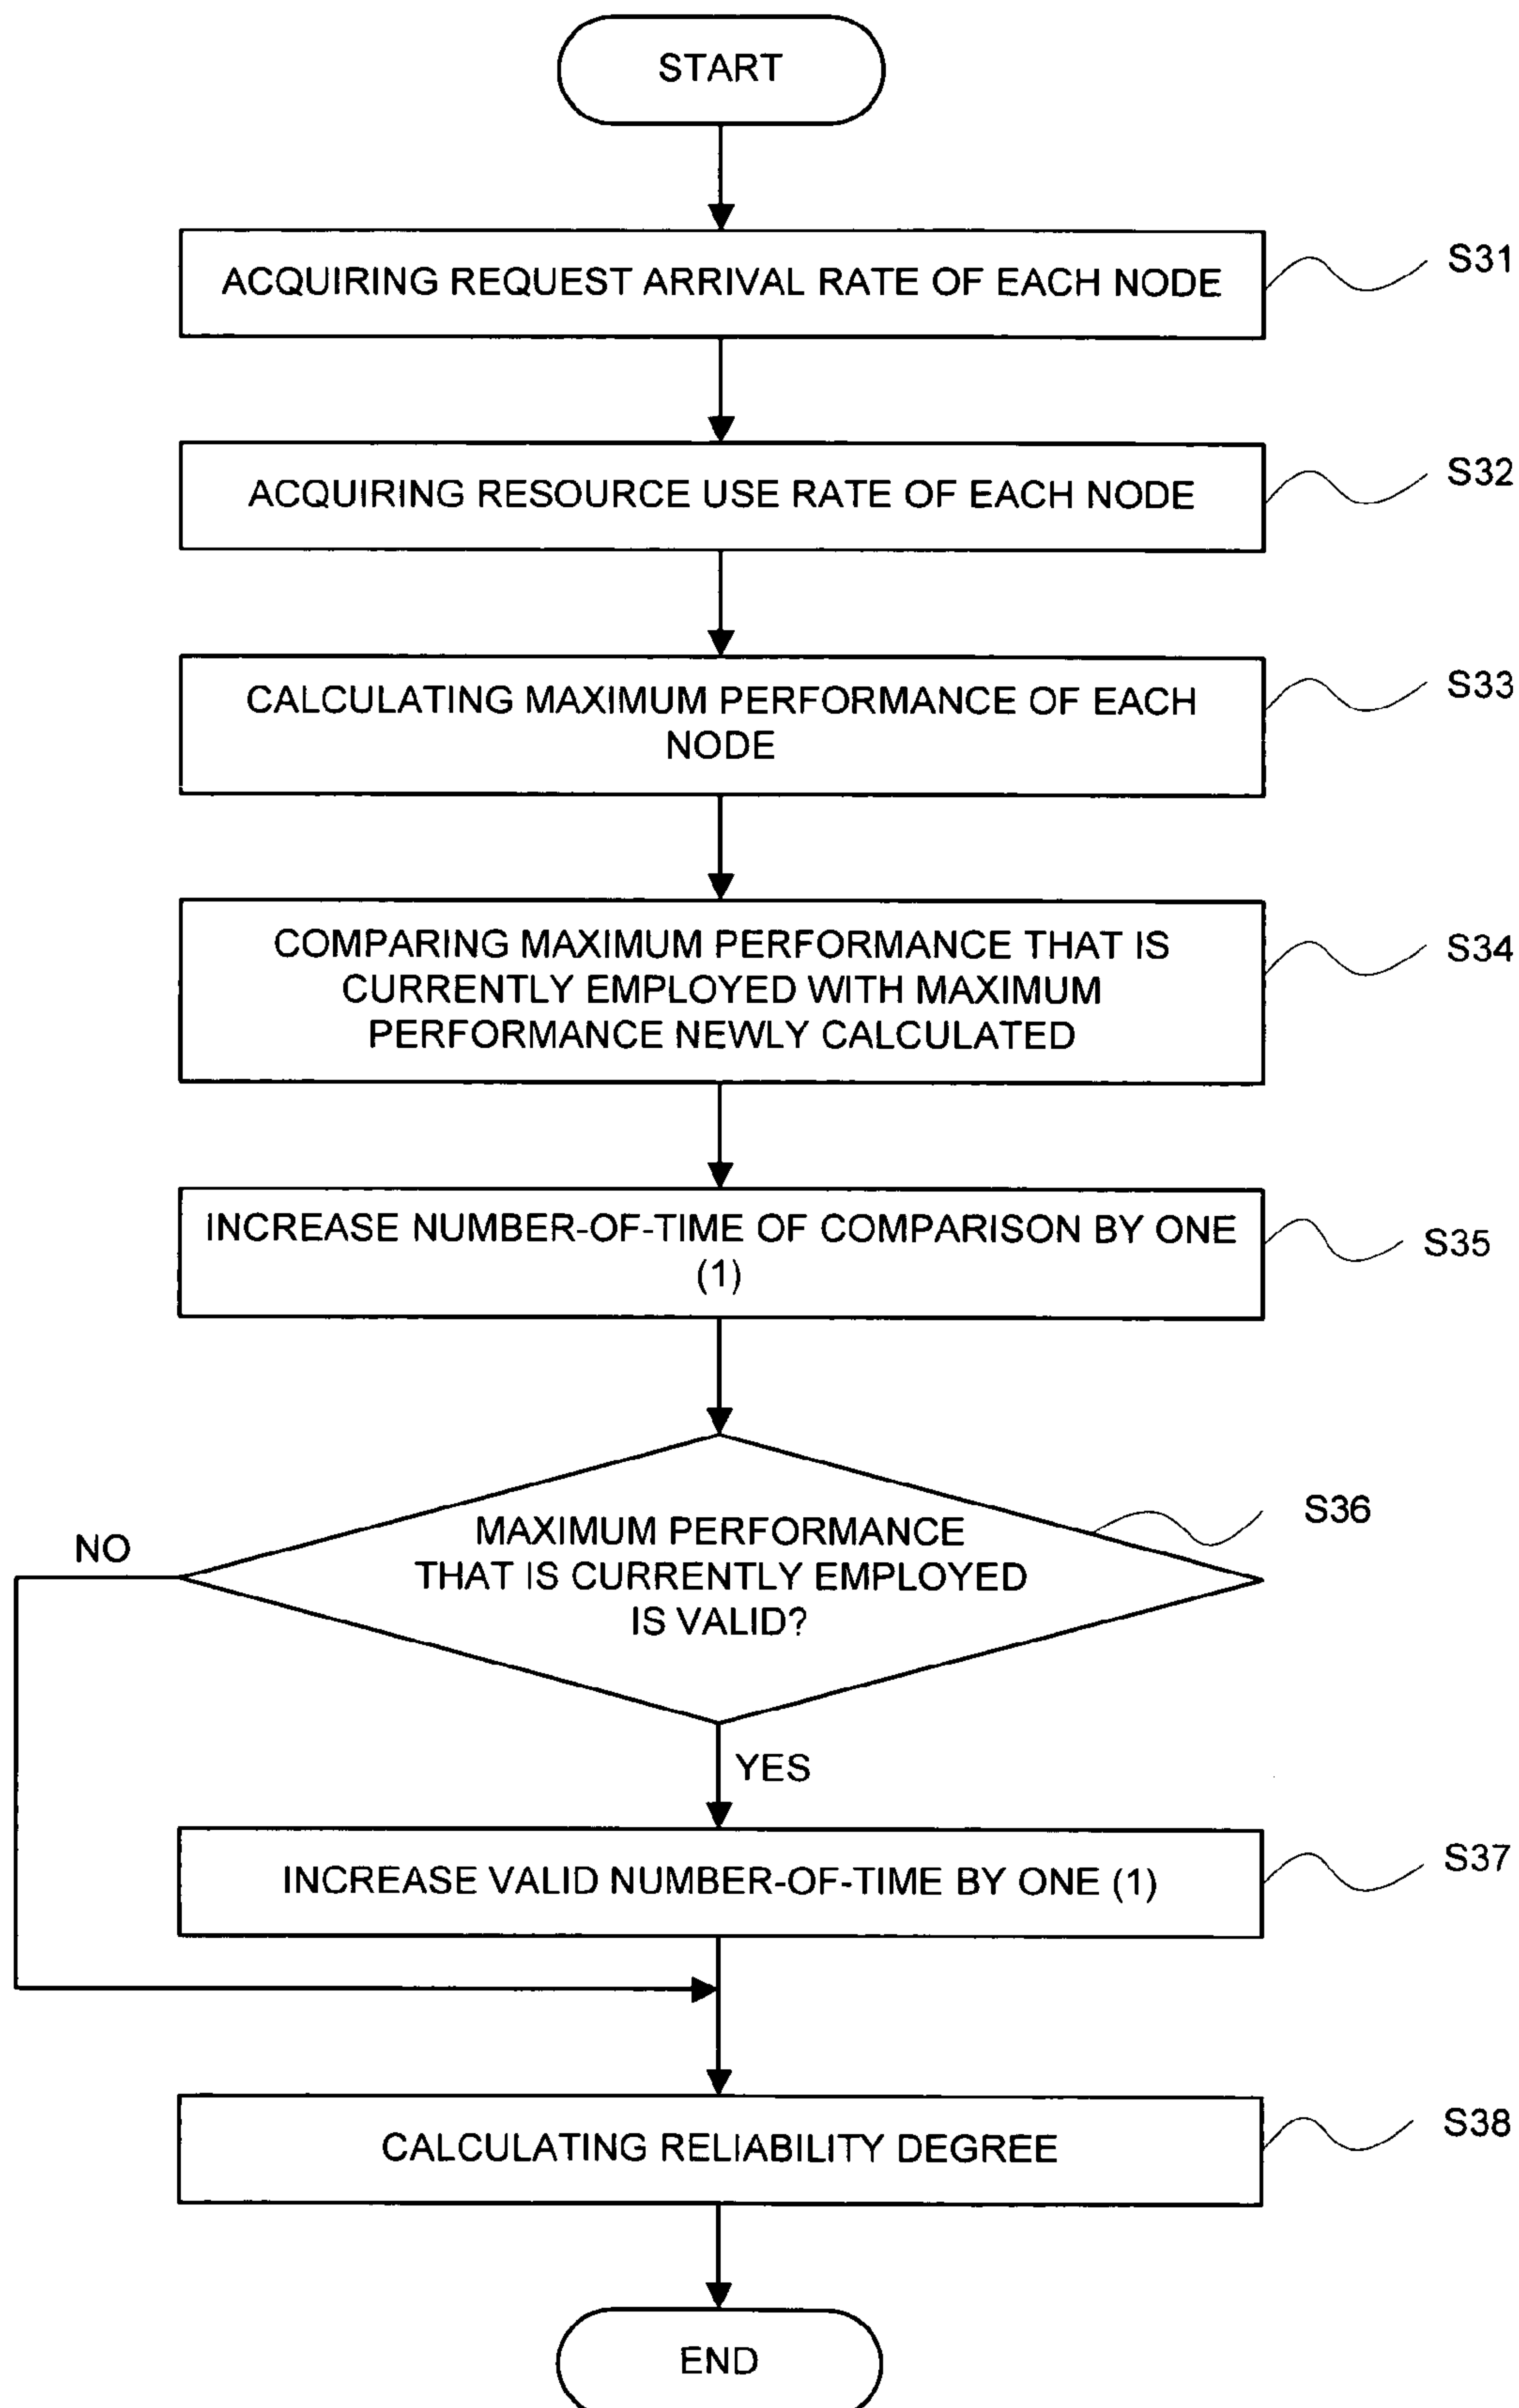 START
ACQUIRING REQUEST ARRIVAL RATE OF EACH NODE
S31
ACQUIRING RESOURCE USE RATE OF EACH NODE
S32
CALCULATING MAXIMUM PERFORMANCE OF EACH
NODE
S33
COMPARING MAXIMUM PERFORMANCE THAT IS
CURRENTLY EMPLOYED WITH MAXIMUM
PERFORMANCE NEWLY CALCULATED
S34
INCREASE NUMBER-OF-TIME OF COMPARISON BY ONE
(1)
S35
MAXIMUM PERFORMANCE
THAT IS CURRENTLY EMPLOYED
IS VALID?
S36
NO
YES
INCREASE VALID NUMBER-OF-TIME BY ONE (1)
S37
CALCULATING RELIABILITY DEGREE
S38
END